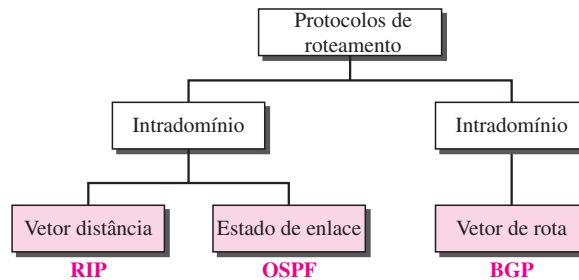 Protocolos de
roteamento
Intradomínio
Intradomínio
Vetor distância
Estado de enlace
Vetor de rota
RIP
OSPF
BGP